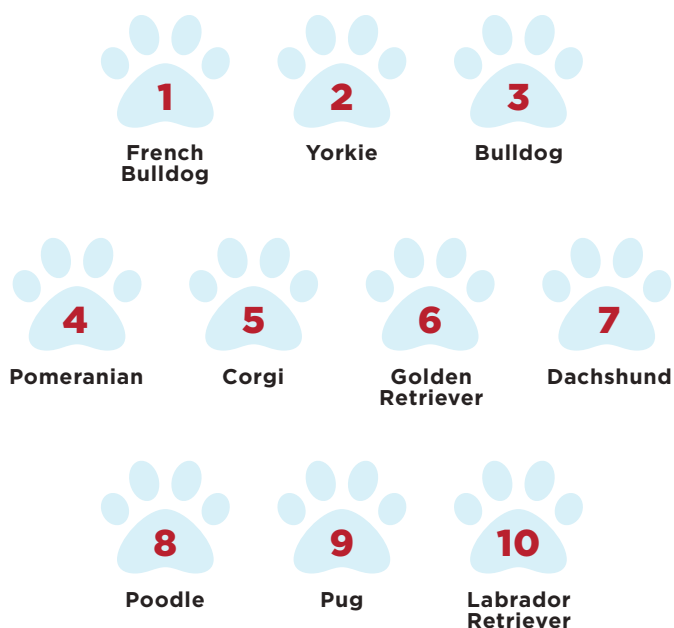 1
2
3
French
Bulldog
Yorkie
Bulldog
4
5
6
7
Pomeranian
Corgi
Golden
Retriever
Dachshund
8
9
10
Poodle
Pug
Labrador
Retriever